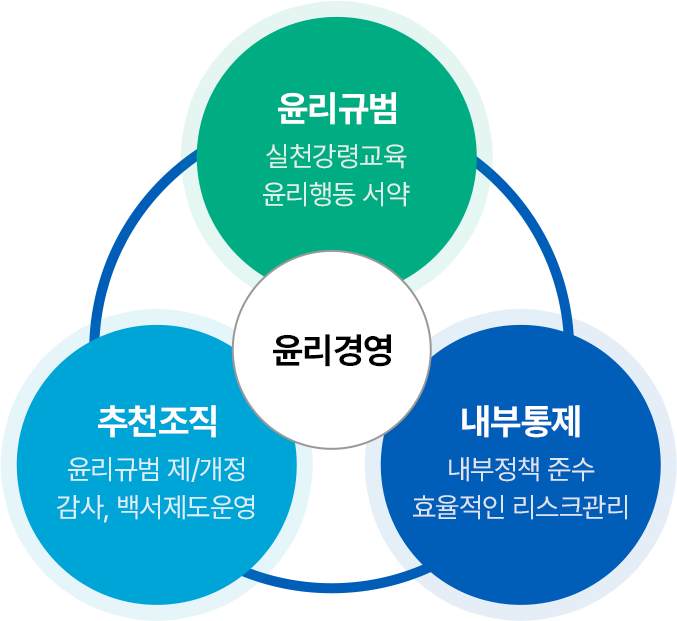 윤리규범
실천강령교육
윤리행동 서약
윤리경영
추천조직
윤리규범 제/개정
감사, 백서제도운영
내부통제
내부정책 준수
효율적인 리스크관리